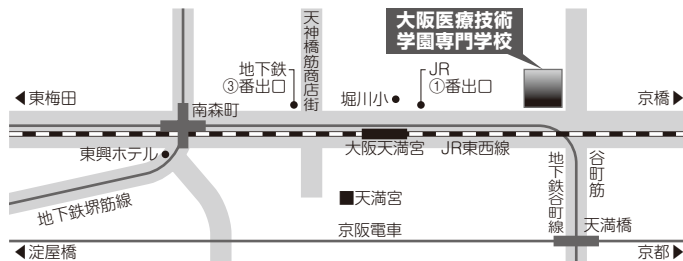 大阪医療技術
学園専門学校
天神橋筋商店街
地下鉄
③番出口
JR
①番出口
堀川小
◀東梅田
京橋▶
南森町
東興ホテル
大阪天満宮
JR東西線
地下鉄谷町線
谷町筋
地下鉄堺筋線
■天満宮
京阪電車
天満橋
◀淀屋橋
京都▶